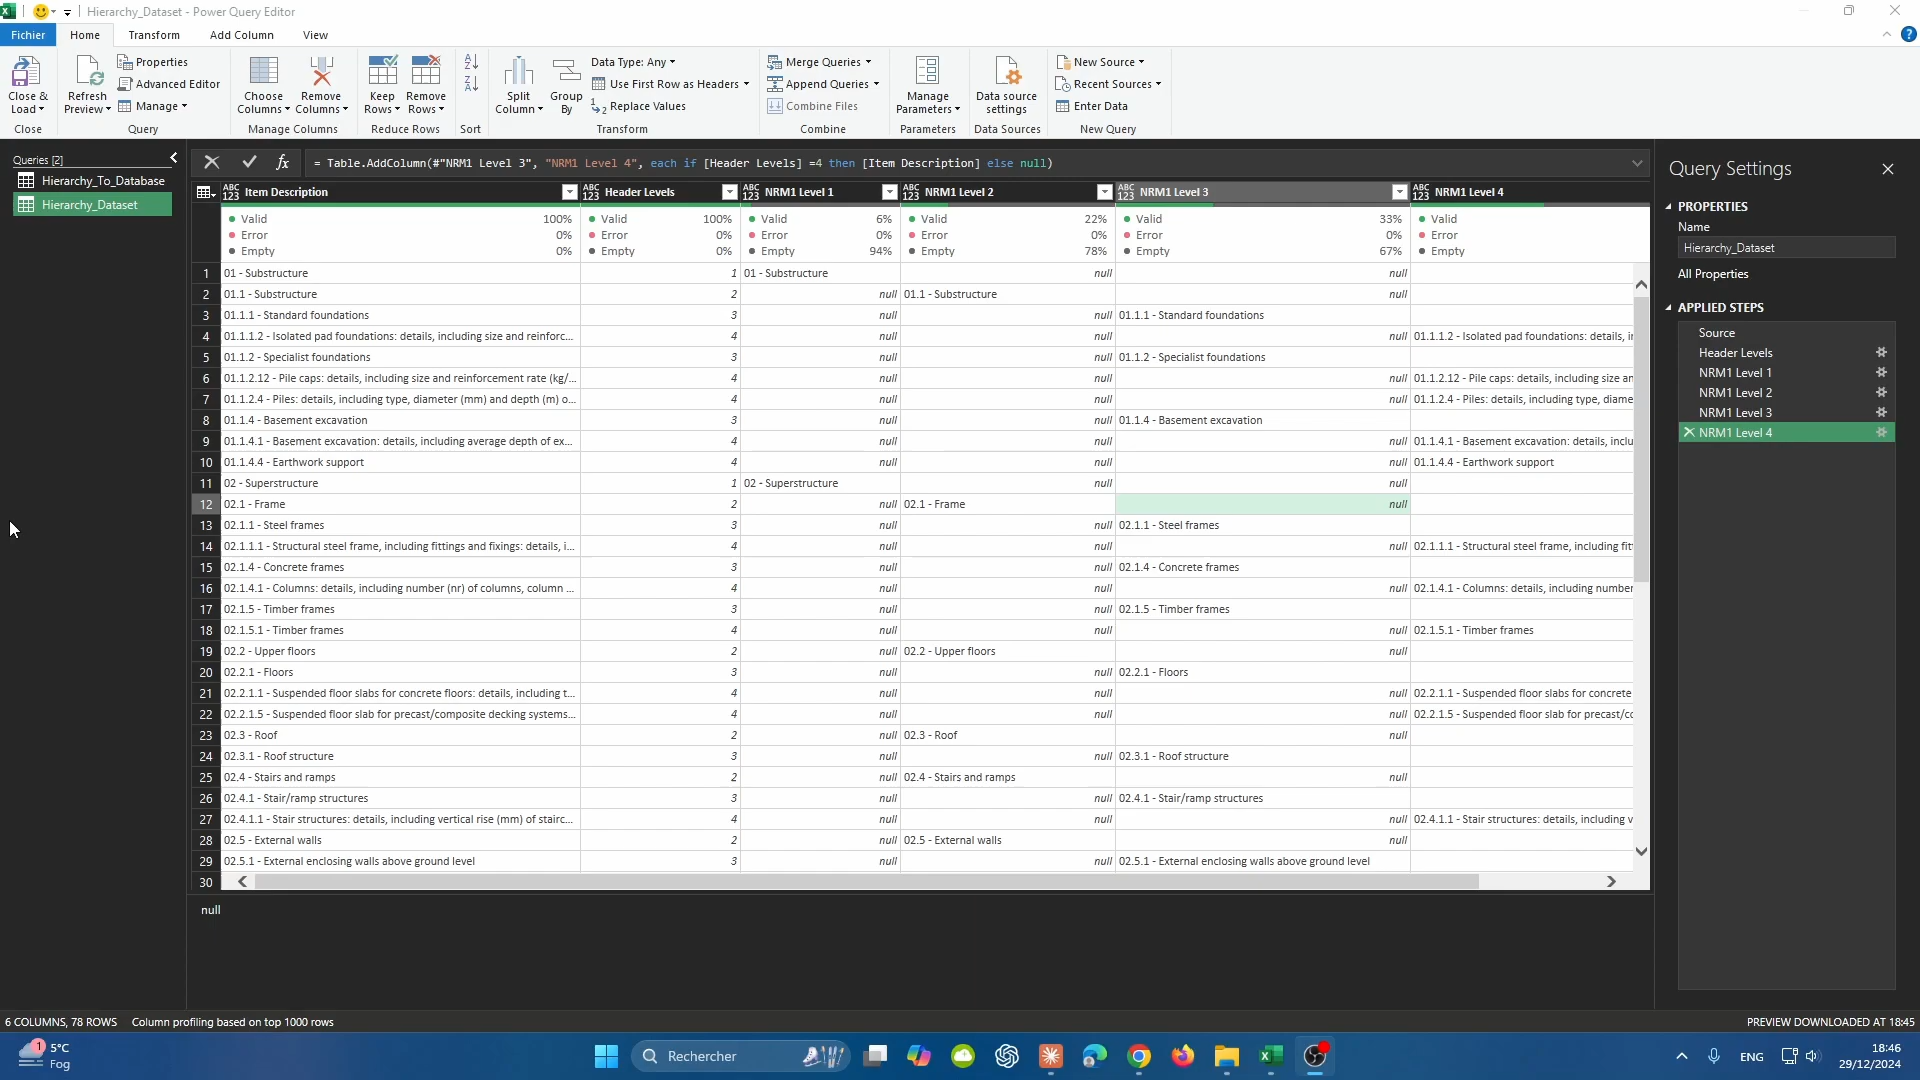 Hierarchy_Dataset - Power Query Editor
Fichier Home Transform Add Column View
Close & Load
Refresh Preview
Properties
Advanced Editor
Manage
Choose Columns
Remove Columns
Keep Rows
Remove Rows
Split Column
Group By
Data Type: Any
Use First Row as Headers
Replace Values
Merge Queries
Append Queries
Combine Files
Manage Parameters
Data source settings
New Source
Recent Sources
Enter Data
Close Query Manage Columns Reduce Rows Sort Transform Combine Parameters Data Sources New Query
Queries [2]
Hierarchy_To_Database
Hierarchy_Dataset
= Table.AddColumn(#"NRM1 Level 3", "NRM1 Level 4", each if [Header Levels] =4 then [Item Description] else null)
ABC 123 Item Description ABC 123 Header Levels ABC 123 NRM1 Level 1 ABC 123 NRM1 Level 2 ABC 123 NRM1 Level 3 ABC 123 NRM1 Level 4
Valid 100% Valid 100% Valid 6% Valid 22% Valid 33% Valid
Error 0% Error 0% Error 0% Error 0% Error 0% Error
Empty 0% Empty 0% Empty 94% Empty 78% Empty 67% Empty
1 01 - Substructure 1 01 - Substructure null null
2 01.1 - Substructure 2 null 01.1 - Substructure null
3 01.1.1 - Standard foundations 3 null null 01.1.1 - Standard foundations
4 01.1.1.2 - Isolated pad foundations: details, including size and reinforc... 4 null null null 01.1.1.2 - Isolated pad foundations: details, i
5 01.1.2 - Specialist foundations 3 null null 01.1.2 - Specialist foundations
6 01.1.2.12 - Pile caps: details, including size and reinforcement rate (kg/... 4 null null null 01.1.2.12 - Pile caps: details, including size an
7 01.1.2.4 - Piles: details, including type, diameter (mm) and depth (m) o... 4 null null null 01.1.2.4 - Piles: details, including type, diame
8 01.1.4 - Basement excavation 3 null null 01.1.4 - Basement excavation
9 01.1.4.1 - Basement excavation: details, including average depth of ex... 4 null null null 01.1.4.1 - Basement excavation: details, inclu
10 01.1.4.4 - Earthwork support 4 null null null 01.1.4.4 - Earthwork support
11 02 - Superstructure 1 02 - Superstructure null null
12 02.1 - Frame 2 null 02.1 - Frame null
13 02.1.1 - Steel frames 3 null null 02.1.1 - Steel frames
14 02.1.1.1 - Structural steel frame, including fittings and fixings: details, i... 4 null null null 02.1.1.1 - Structural steel frame, including fit
15 02.1.4 - Concrete frames 3 null null 02.1.4 - Concrete frames
16 02.1.4.1 - Columns: details, including number (nr) of columns, column ... 4 null null null 02.1.4.1 - Columns: details, including number
17 02.1.5 - Timber frames 3 null null 02.1.5 - Timber frames
18 02.1.5.1 - Timber frames 4 null null null 02.1.5.1 - Timber frames
19 02.2 - Upper floors 2 null 02.2 - Upper floors null
20 02.2.1 - Floors 3 null null 02.2.1 - Floors
21 02.2.1.1 - Suspended floor slabs for concrete floors: details, including t... 4 null null null 02.2.1.1 - Suspended floor slabs for concrete
22 02.2.1.5 - Suspended floor slab for precast/composite decking systems... 4 null null null 02.2.1.5 - Suspended floor slab for precast/cc
23 02.3 - Roof 2 null 02.3 - Roof null
24 02.3.1 - Roof structure 3 null null 02.3.1 - Roof structure
25 02.4 - Stairs and ramps 2 null 02.4 - Stairs and ramps null
26 02.4.1 - Stair/ramp structures 3 null null 02.4.1 - Stair/ramp structures
27 02.4.1.1 - Stair structures: details, including vertical rise (mm) of stairc... 4 null null null 02.4.1.1 - Stair structures: details, including v
28 02.5 - External walls 2 null 02.5 - External walls null
29 02.5.1 - External enclosing walls above ground level 3 null null 02.5.1 - External enclosing walls above ground level
30
null
Query Settings
PROPERTIES
Name
Hierarchy_Dataset
All Properties
APPLIED STEPS
Source
Header Levels
NRM1 Level 1
NRM1 Level 2
NRM1 Level 3
NRM1 Level 4
6 COLUMNS, 78 ROWS Column profiling based on top 1000 rows PREVIEW DOWNLOADED AT 18:45
1 5°C
Fog
Rechercher
ENG
18:46
29/12/2024